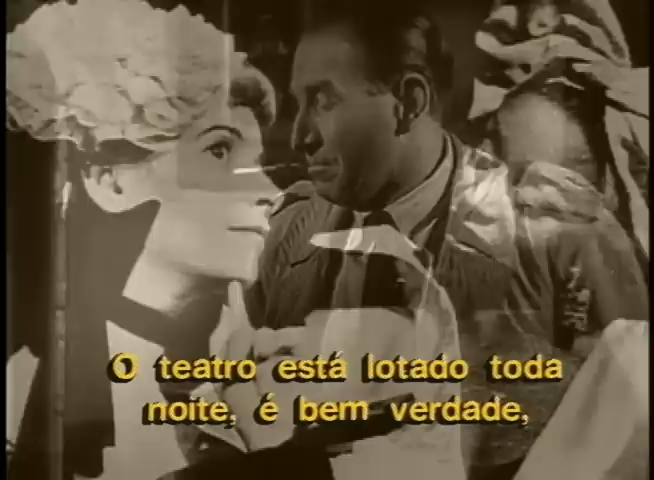 O teatro está lotado toda
noite, é bem verdade,